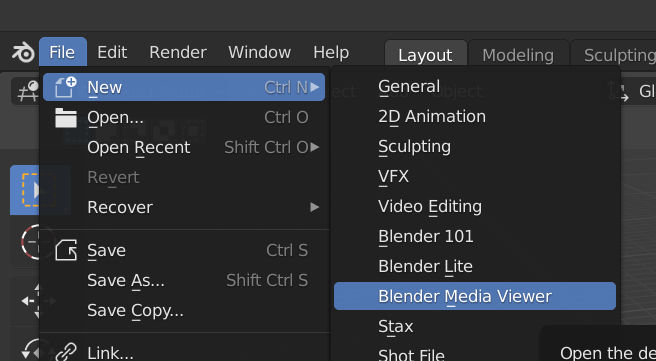 File Edit Render Window Help Layout Modeling Sculpting
New Ctrl N
Open... Ctrl O
Open Recent Shift Ctrl O
Revert
Recover
Save Ctrl S
Save As... Shift Ctrl S
Save Copy...
Link...
General
2D Animation
Sculpting
VFX
Video Editing
Blender 101
Blender Lite
Blender Media Viewer
Stax
Shot File
Open the de
Gl